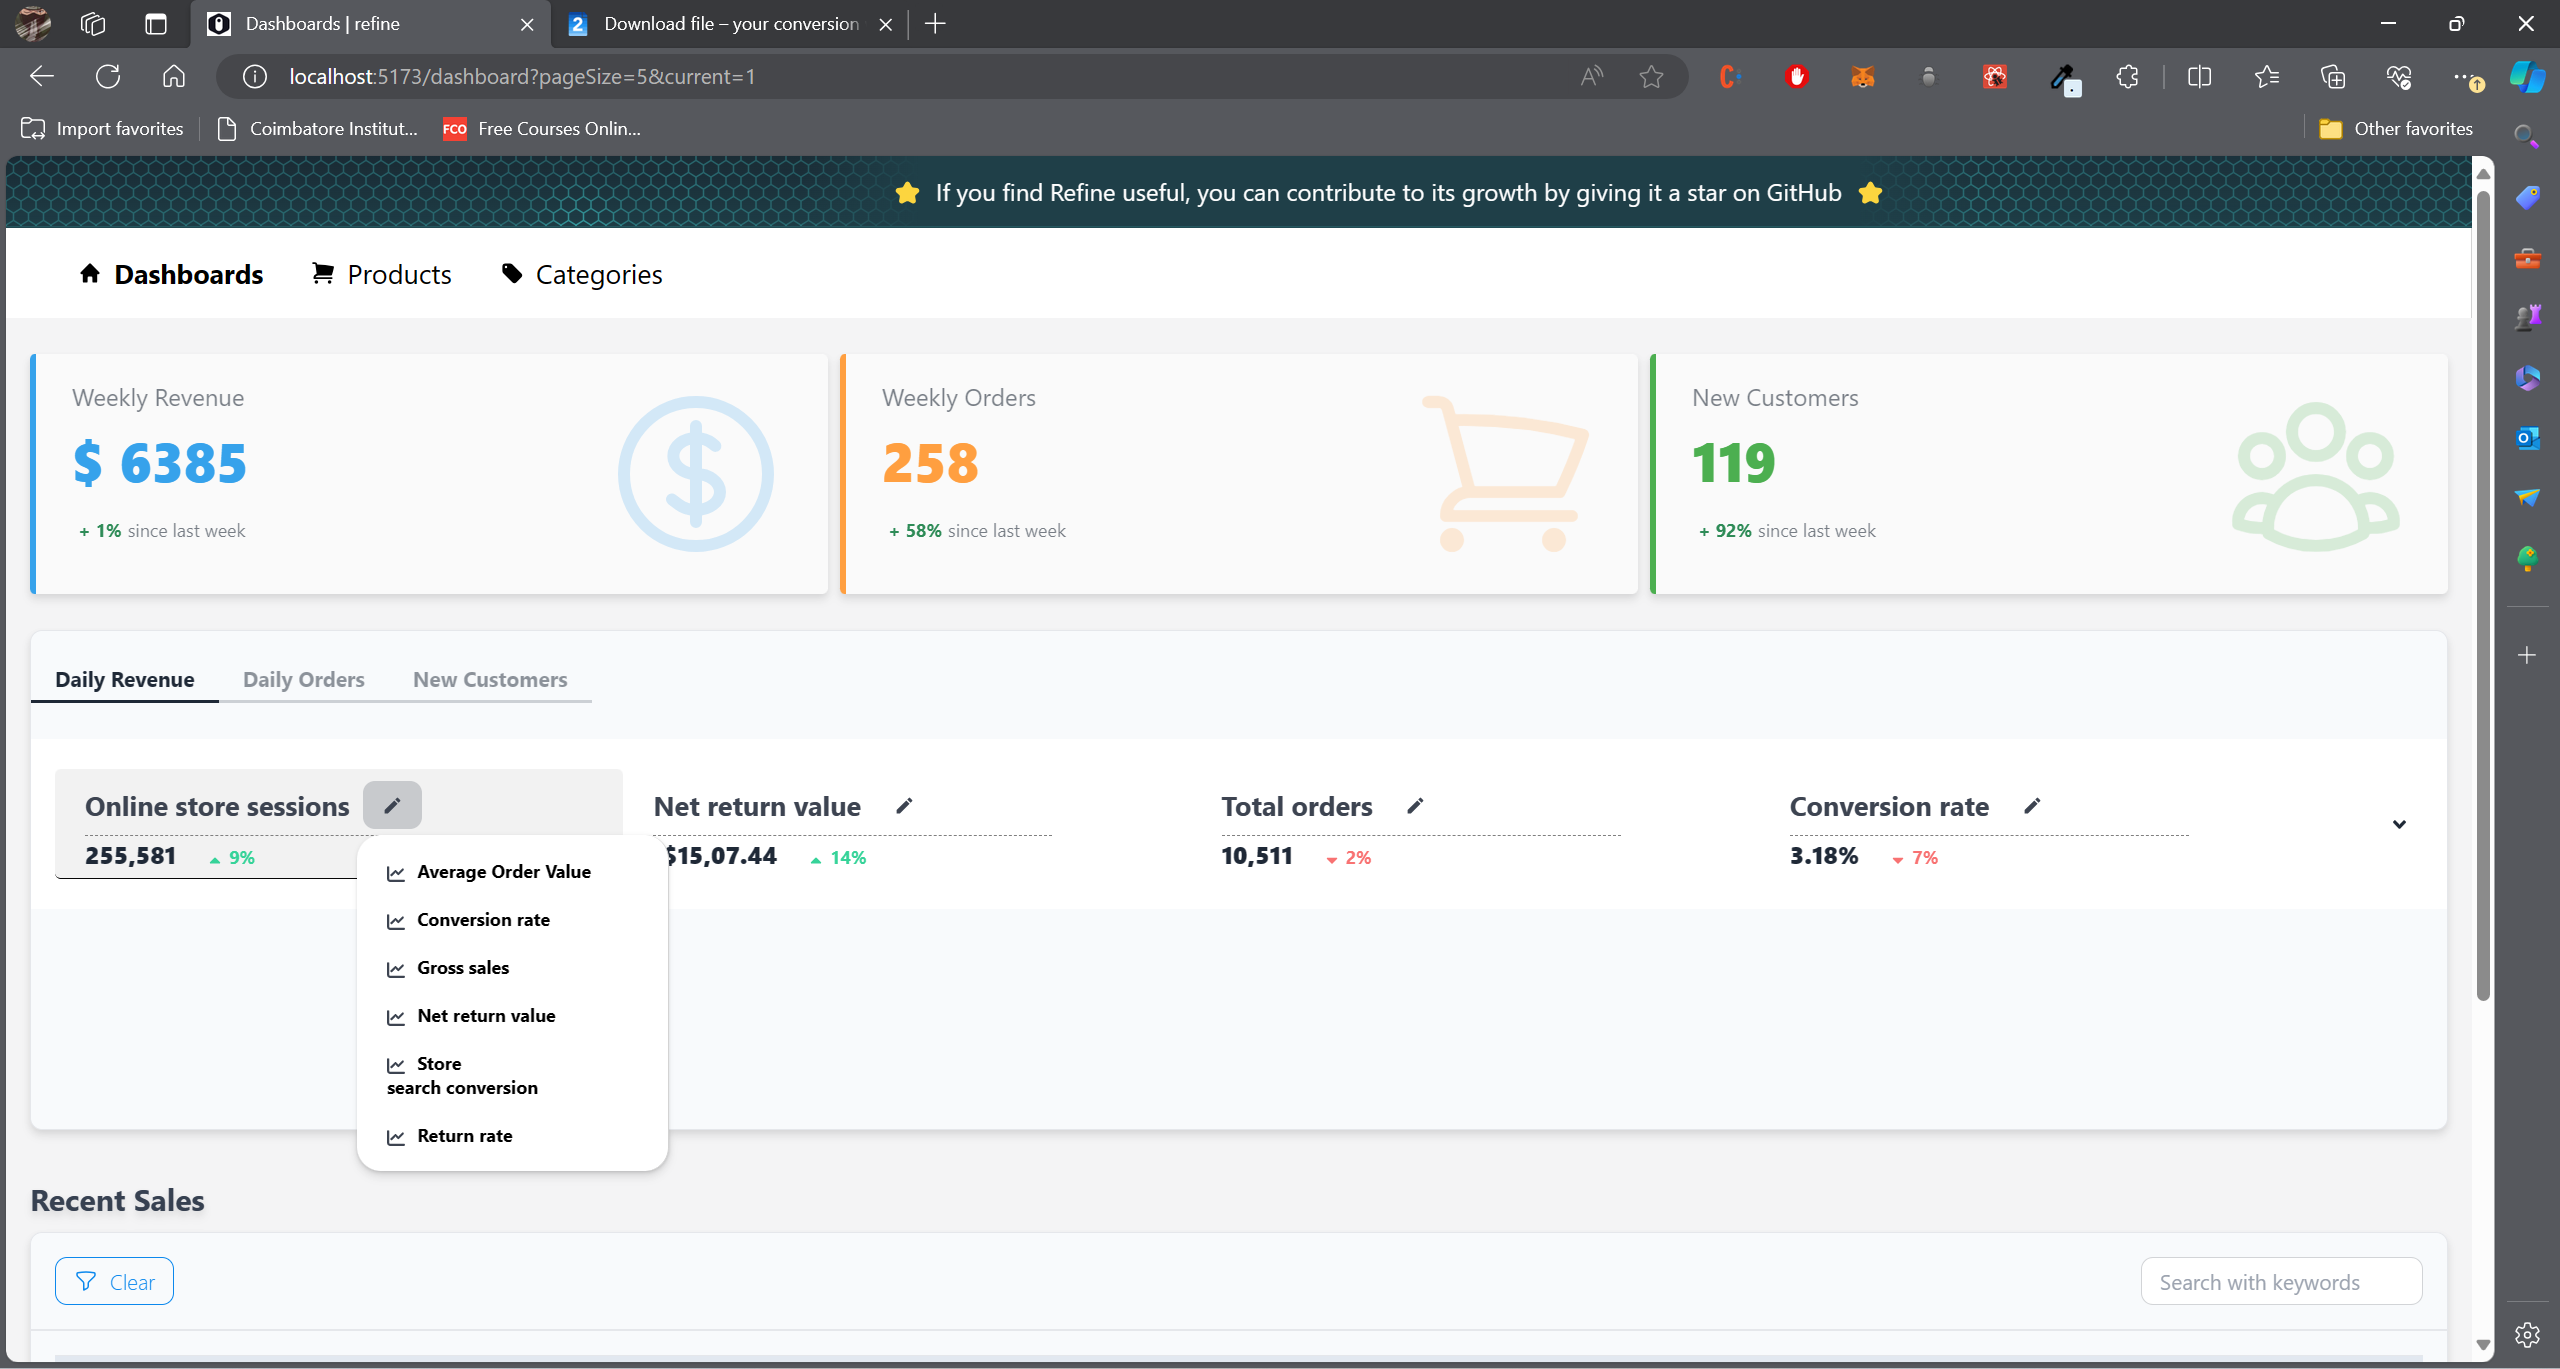 Dashboards | refine
Download file – your conversion
localhost:5173/dashboard?pageSize=5&current=1
Import favorites
Coimbatore Institut...
FCO Free Courses Onlin...
Other favorites
If you find Refine useful, you can contribute to its growth by giving it a star on GitHub
Dashboards
Products
Categories
Weekly Revenue
$ 6385
+ 1% since last week
Weekly Orders
258
+ 58% since last week
New Customers
119
+ 92% since last week
Daily Revenue
Daily Orders
New Customers
Online store sessions
255,581
9%
Net return value
$15,07.44
14%
Total orders
10,511
2%
Conversion rate
3.18%
7%
Average Order Value
Conversion rate
Gross sales
Net return value
Store
search conversion
Return rate
Recent Sales
Clear
Search with keywords